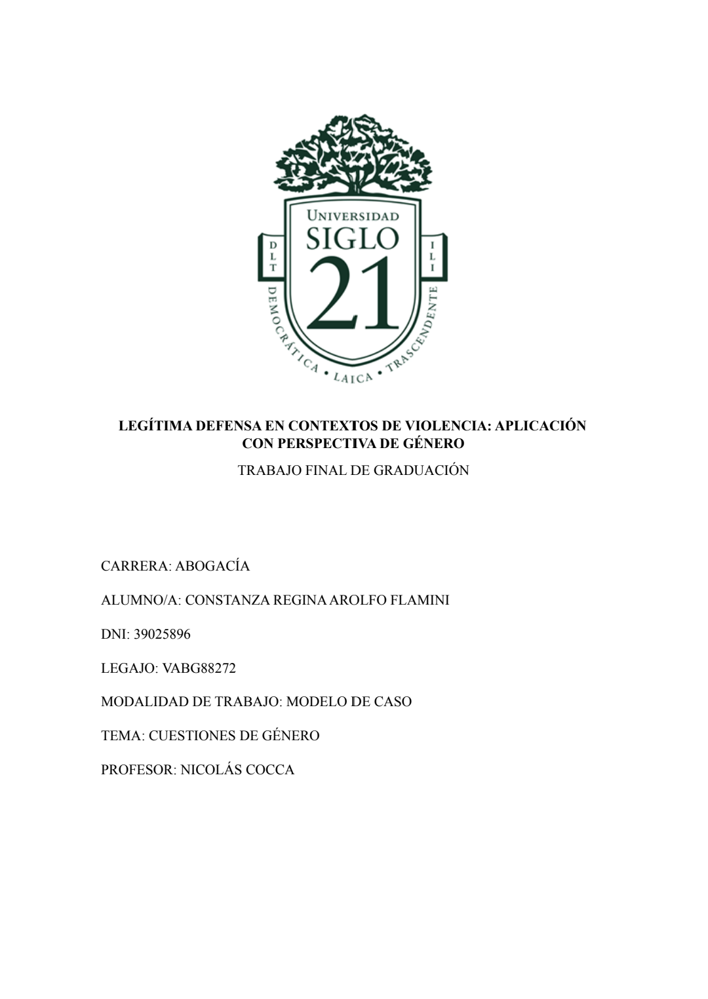 UNIVERSIDAD
SIGLO
21
DLT
ILI
DEMOCRÁTICA • LAICA • TRASCENDENTE
LEGÍTIMA DEFENSA EN CONTEXTOS DE VIOLENCIA: APLICACIÓN
CON PERSPECTIVA DE GÉNERO
TRABAJO FINAL DE GRADUACIÓN
CARRERA: ABOGACÍA
ALUMNO/A: CONSTANZA REGINA AROLFO FLAMINI
DNI: 39025896
LEGAJO: VABG88272
MODALIDAD DE TRABAJO: MODELO DE CASO
TEMA: CUESTIONES DE GÉNERO
PROFESOR: NICOLÁS COCCA